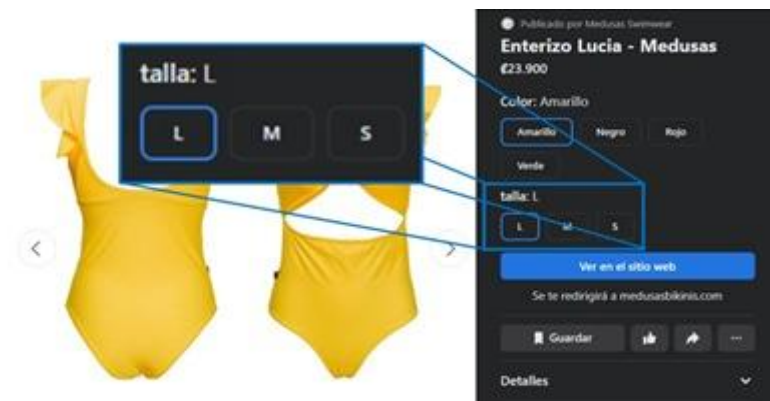 talla: L
L M S
Publicado por Medusas Swimwear
Enterizo Lucia - Medusas
₡23.900
Color: Amarillo
Amarillo Negro Rojo
Verde
talla: L
L M S
Ver en el sitio web
Se te redirigirá a medusasbikinis.com
Guardar
Detalles